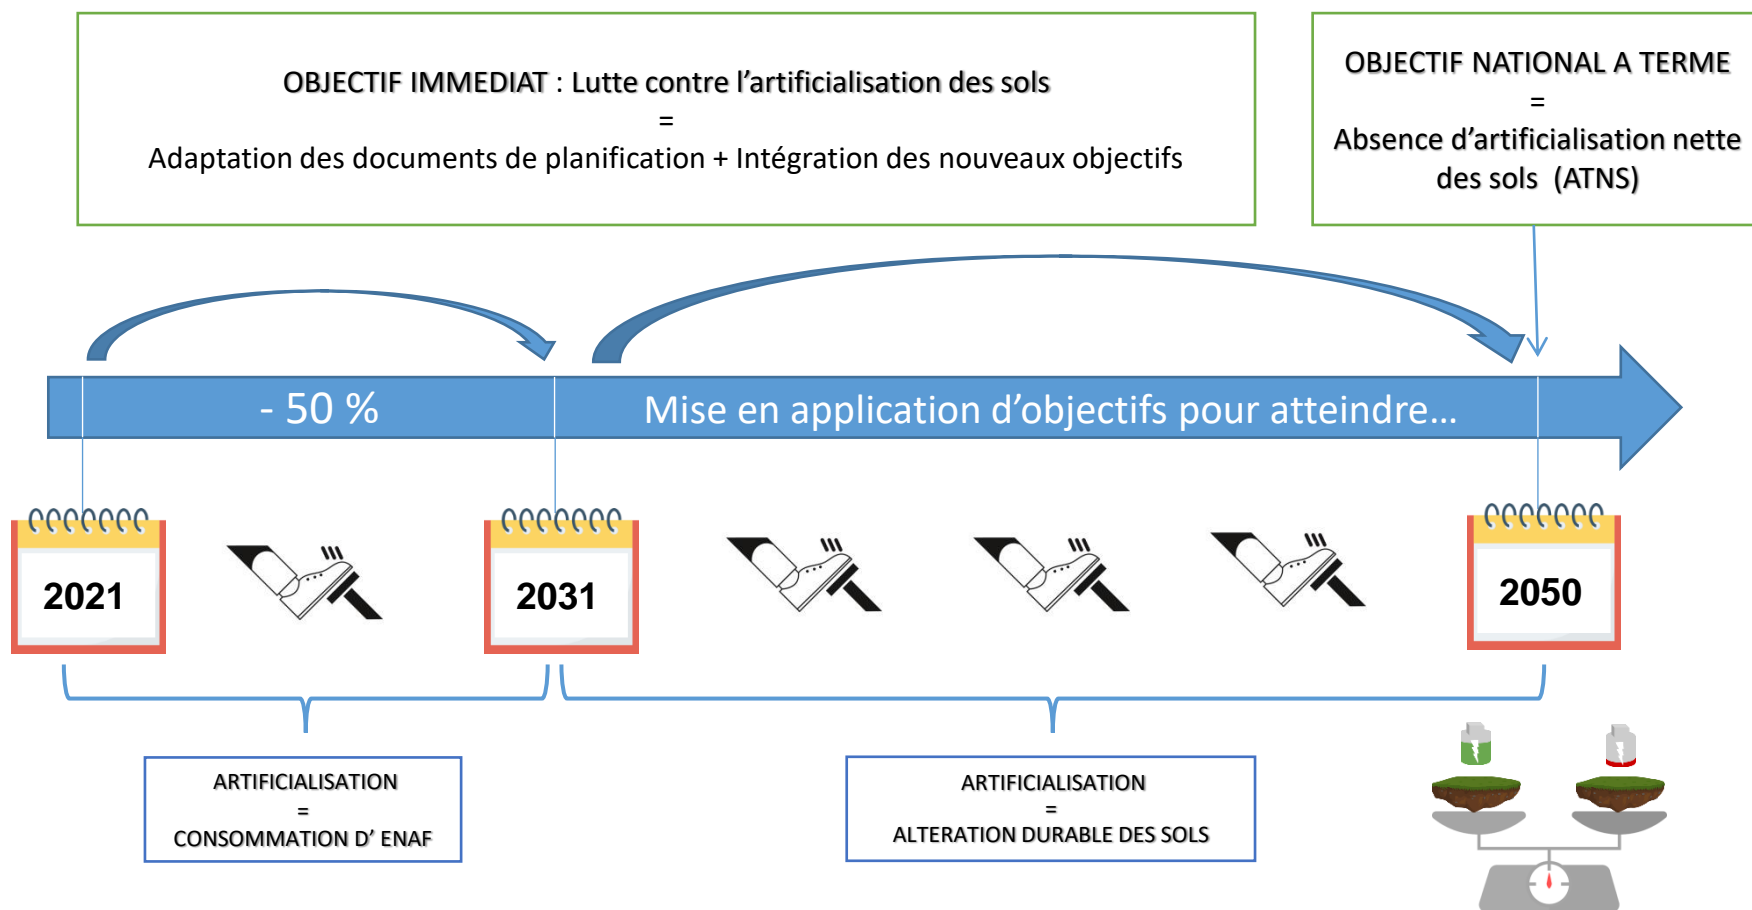 OBJECTIF IMMEDIAT : Lutte contre l'artificialisation des sols
=
Adaptation des documents de planification + Intégration des nouveaux objectifs
OBJECTIF NATIONAL A TERME
=
Absence d'artificialisation nette
des sols (ATNS)
- 50 %
Mise en application d'objectifs pour atteindre…
2021
2031
2050
ARTIFICIALISATION
=
CONSOMMATION D' ENAF
ARTIFICIALISATION
=
ALTERATION DURABLE DES SOLS